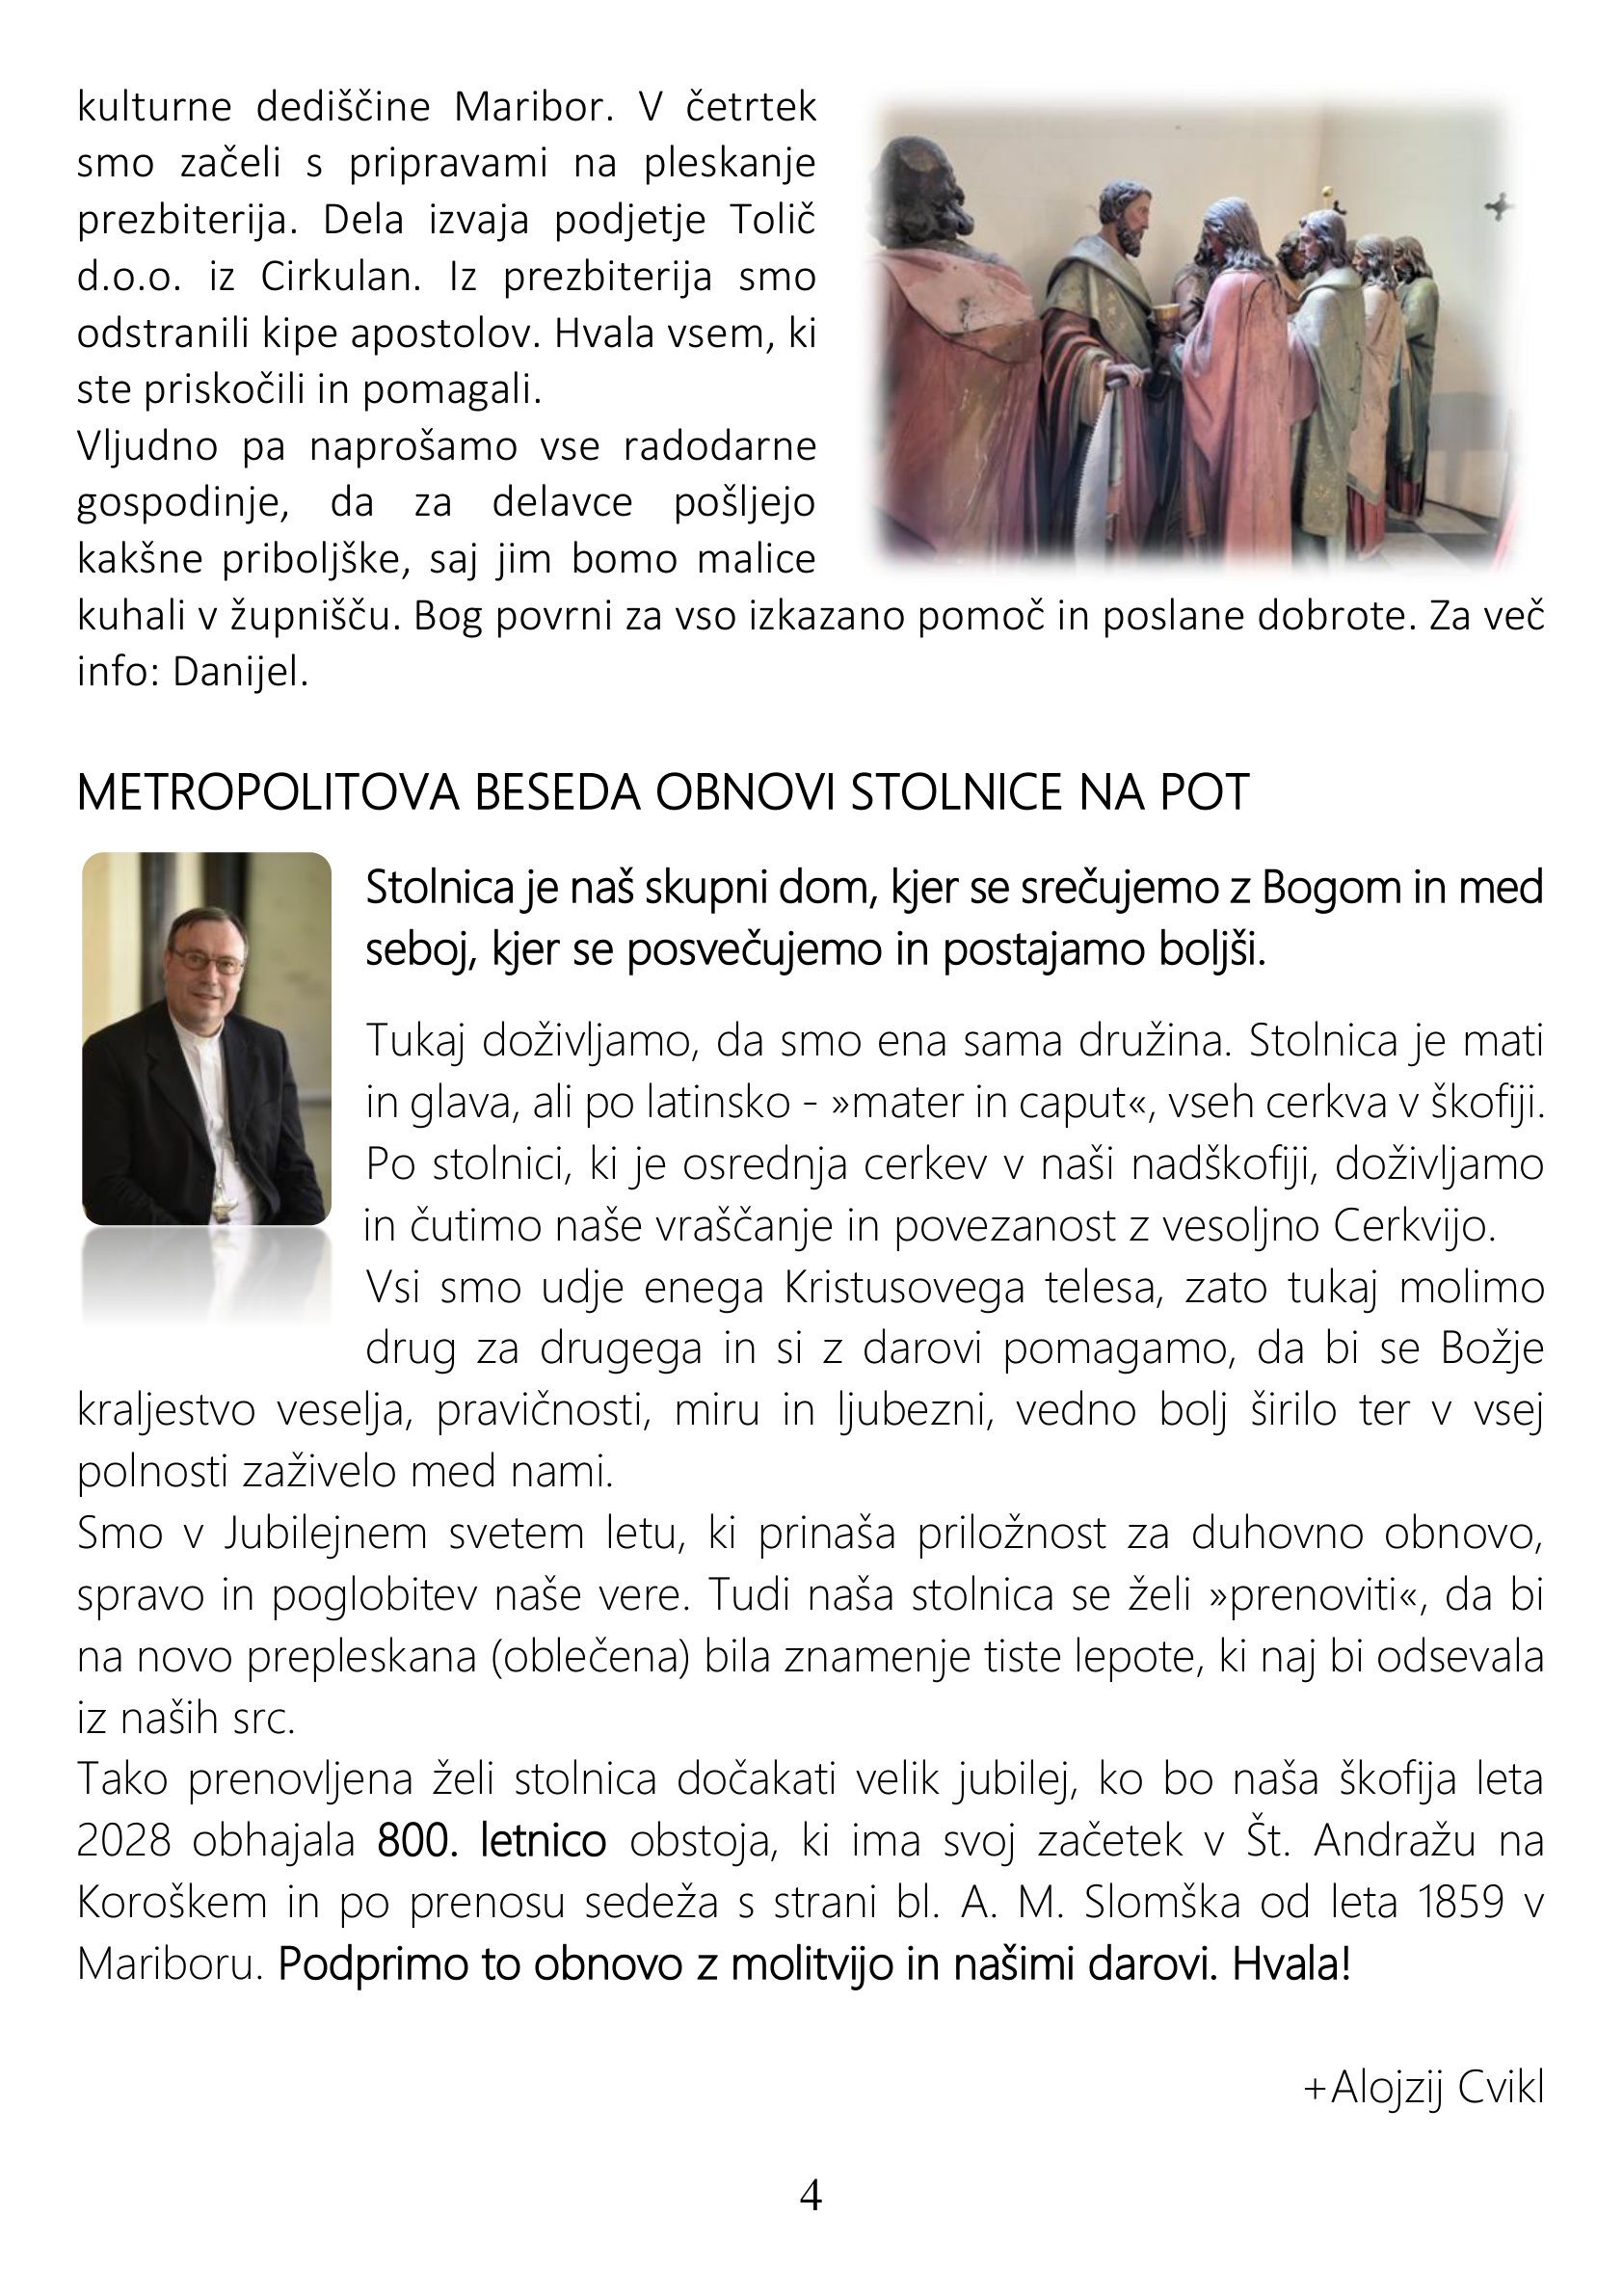 kulturne dediščine Maribor. V četrtek
smo začeli s pripravami na pleskanje
prezbiterija. Dela izvaja podjetje Tolič
d.o.o. iz Cirkulan. Iz prezbiterija smo
odstranili kipe apostolov. Hvala vsem, ki
ste priskočili in pomagali.
Vljudno pa naprošamo vse radodarne
gospodinje, da za delavce pošljejo
kakšne priboljške, saj jim bomo malice
kuhali v župnišču. Bog povrni za vso izkazano pomoč in poslane dobrote. Za več
info: Danijel.
METROPOLITOVA BESEDA OBNOVI STOLNICE NA POT
Stolnica je naš skupni dom, kjer se srečujemo z Bogom in med
seboj, kjer se posvečujemo in postajamo boljši.
Tukaj doživljamo, da smo ena sama družina. Stolnica je mati
in glava, ali po latinsko - »mater in caput«, vseh cerkva v škofiji.
Po stolnici, ki je osrednja cerkev v naši nadškofiji, doživljamo
in čutimo naše vraščanje in povezanost z vesoljno Cerkvijo.
Vsi smo udje enega Kristusovega telesa, zato tukaj molimo
drug za drugega in si z darovi pomagamo, da bi se Božje
kraljestvo veselja, pravičnosti, miru in ljubezni, vedno bolj širilo ter v vsej
polnosti zaživelo med nami.
Smo v Jubilejnem svetem letu, ki prinaša priložnost za duhovno obnovo,
spravo in poglobitev naše vere. Tudi naša stolnica se želi »prenoviti«, da bi
na novo prepleskana (oblečena) bila znamenje tiste lepote, ki naj bi odsevala
iz naših src.
Tako prenovljena želi stolnica dočakati velik jubilej, ko bo naša škofija leta
2028 obhajala 800. letnico obstoja, ki ima svoj začetek v Št. Andražu na
Koroškem in po prenosu sedeža s strani bl. A. M. Slomška od leta 1859 v
Mariboru. Podprimo to obnovo z molitvijo in našimi darovi. Hvala!
+Alojzij Cvikl
4